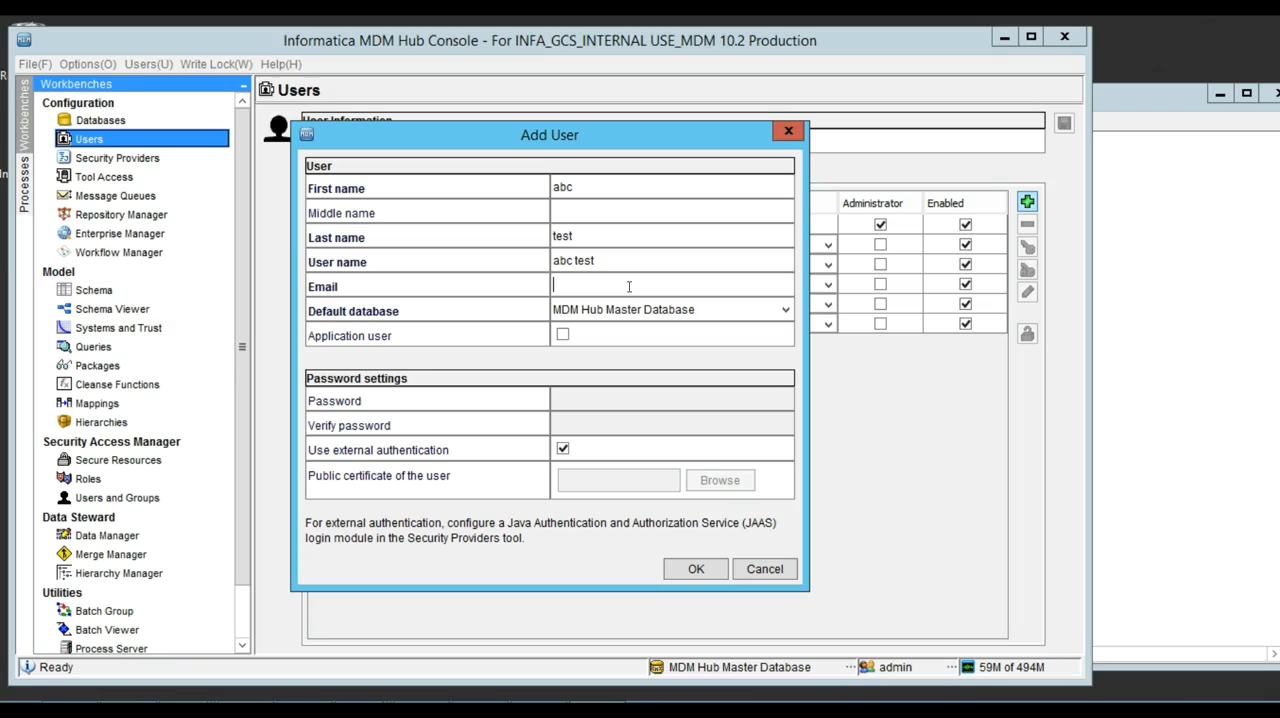 Informatica MDM Hub Console - For INFA_GCS_INTERNAL USE_MDM 10.2 Production
File(F) Options(O) Users(U) Write Lock(W) Help(H)
Workbenches
Processes
Workbenches
Configuration
Databases
Users
Security Providers
Tool Access
Message Queues
Repository Manager
Enterprise Manager
Workflow Manager
Model
Schema
Schema Viewer
Systems and Trust
Queries
Packages
Cleanse Functions
Mappings
Hierarchies
Security Access Manager
Secure Resources
Roles
Users and Groups
Data Steward
Data Manager
Merge Manager
Hierarchy Manager
Utilities
Batch Group
Batch Viewer
Process Server
Users
User Information
Administrator Enabled
Add User
User
First name abc
Middle name
Last name test
User name abc test
Email
Default database MDM Hub Master Database
Application user
Password settings
Password
Verify password
Use external authentication
Public certificate of the user Browse
For external authentication, configure a Java Authentication and Authorization Service (JAAS)
login module in the Security Providers tool.
OK Cancel
Ready MDM Hub Master Database admin 59M of 494M